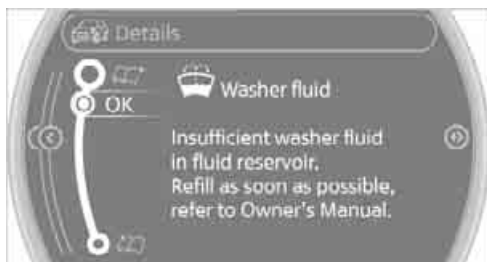 Details
OK
Washer fluid
Insufficient washer fluid
in fluid reservoir.
Refill as soon as possible,
refer to Owner's Manual.